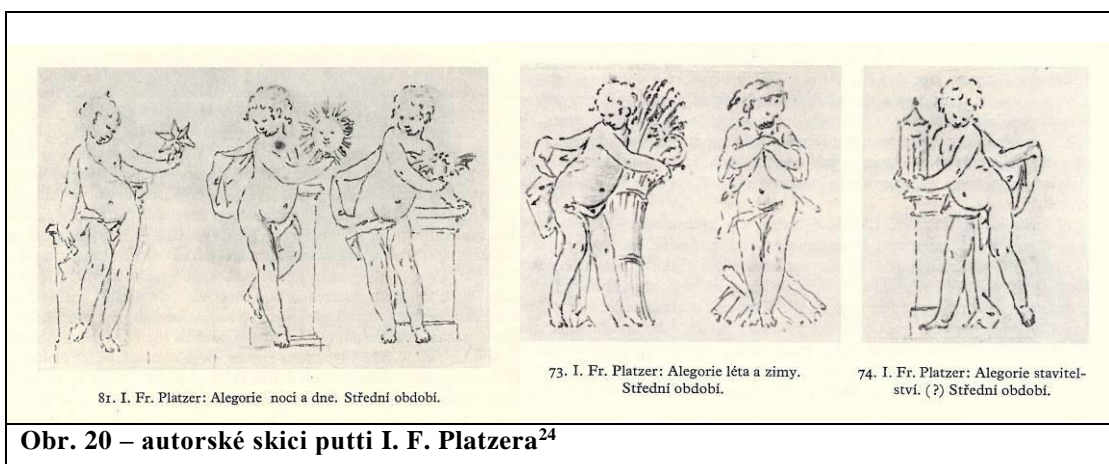 81. I. Fr. Platzer: Alegorie noci a dne. Střední období.
73. I. Fr. Platzer: Alegorie léta a zimy.
Střední období.
74. I. Fr. Platzer: Alegorie stavitel-
ství. (?) Střední období.
Obr. 20 – autorské skici putti I. F. Platzera24